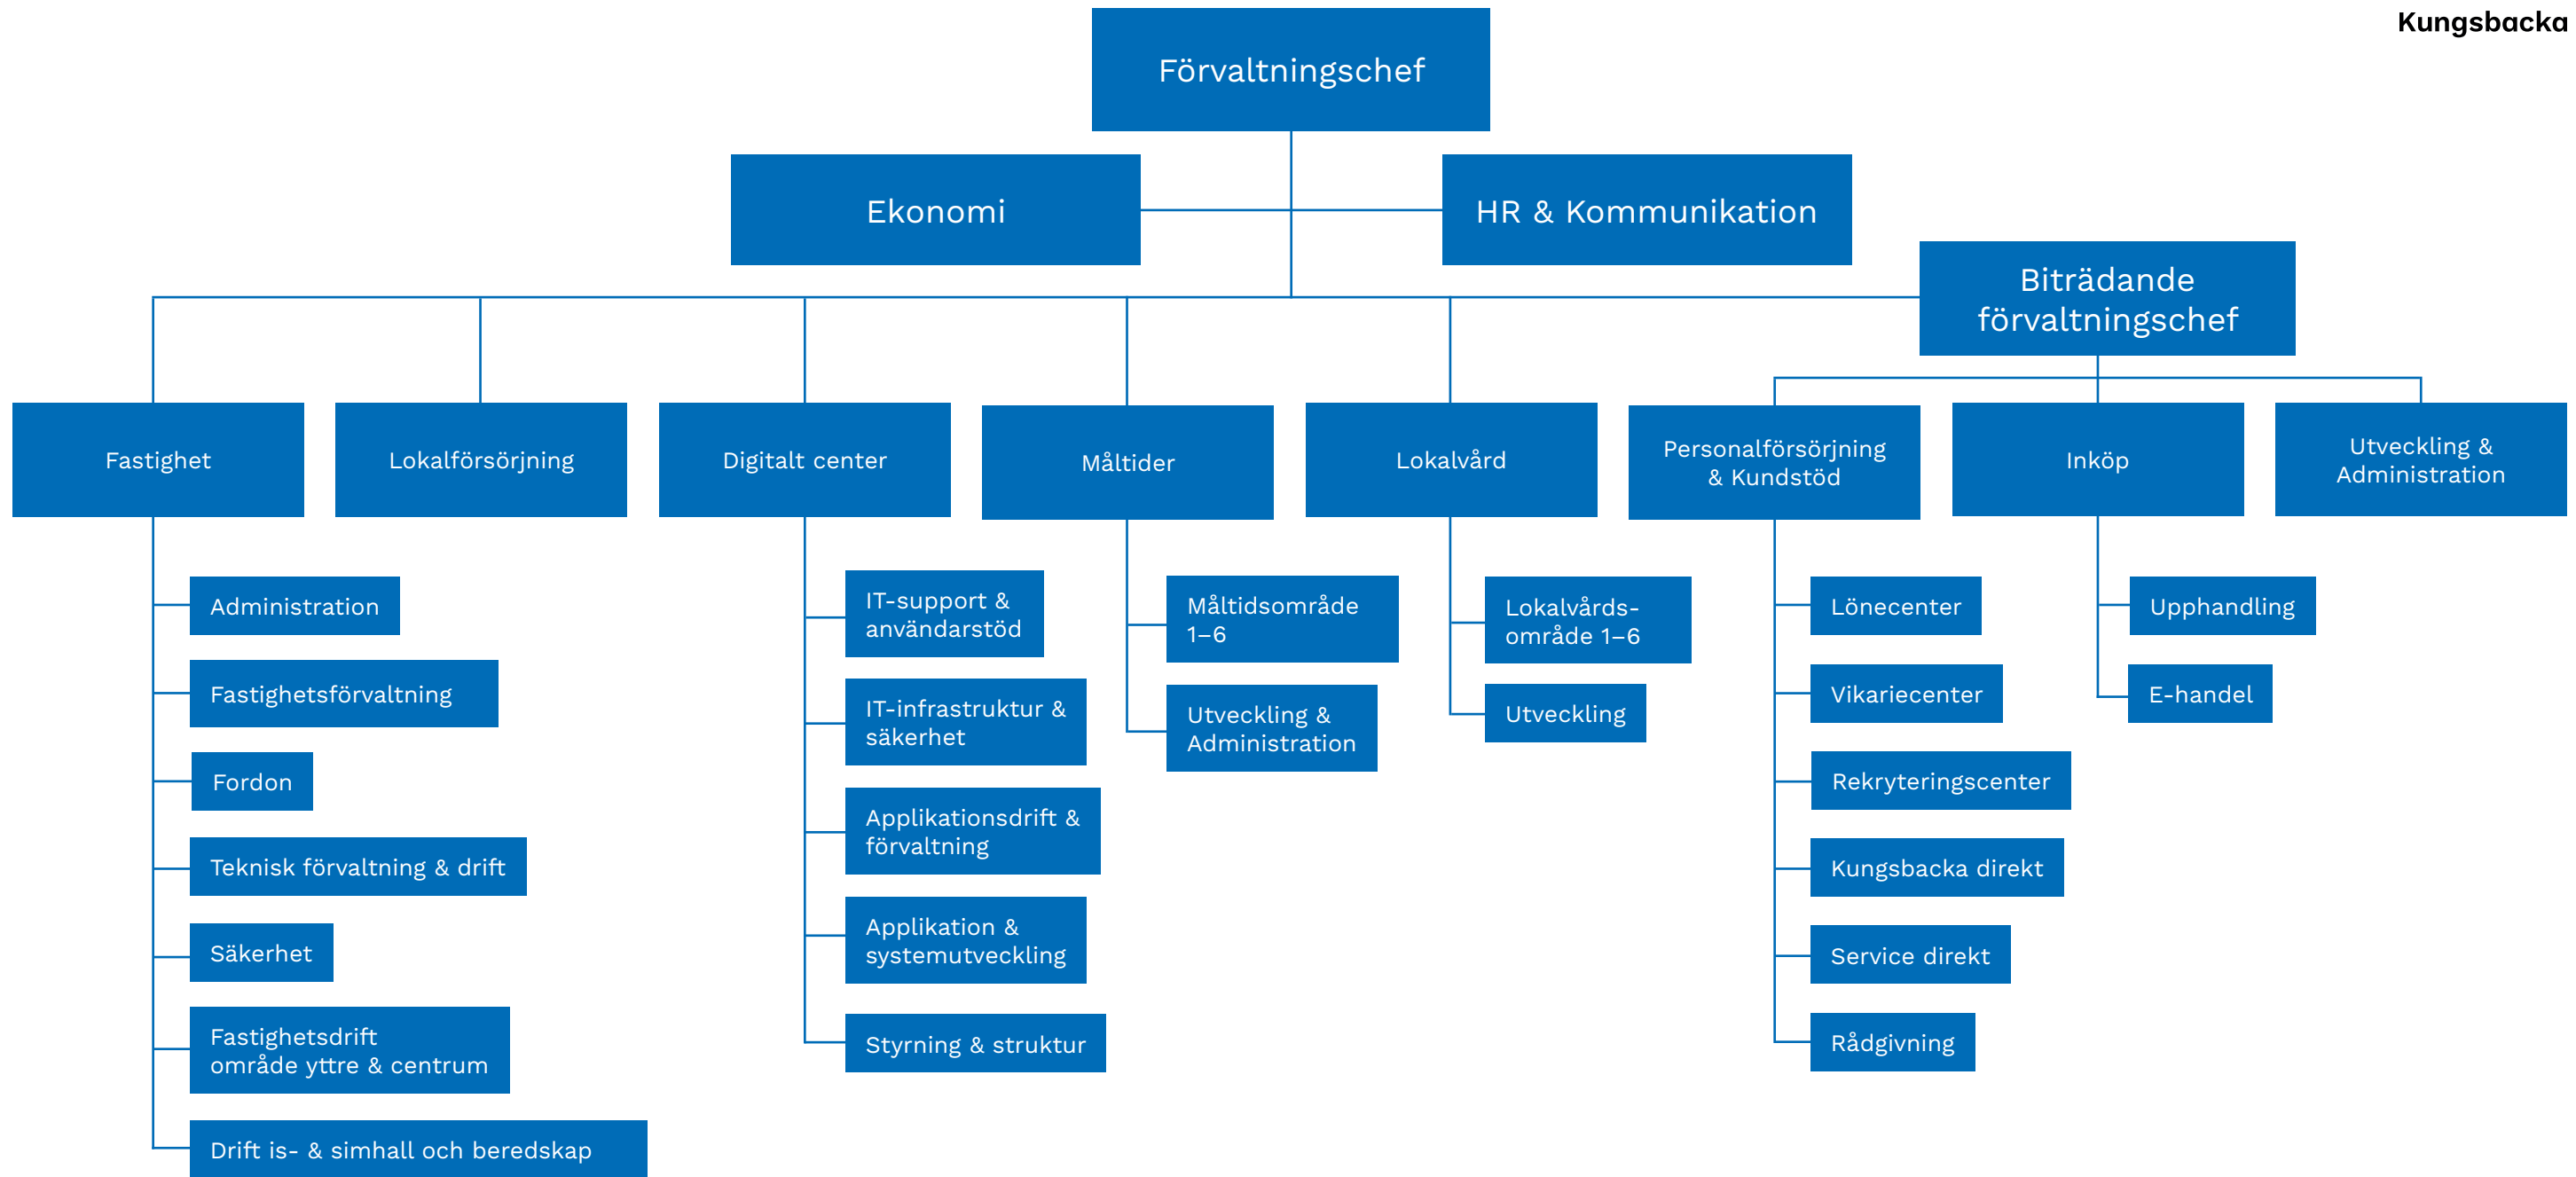 Kungsbacka
Förvaltningschef
Ekonomi
HR & Kommunikation
Biträdande
förvaltningschef
Fastighet
Lokalförsörjning
Digitalt center
Måltider
Lokalvård
Personalförsörjning
& Kundstöd
Inköp
Utveckling &
Administration
Administration
Fastighetsförvaltning
Fordon
Teknisk förvaltning & drift
Säkerhet
Fastighetsdrift
område yttre & centrum
Drift is- & simhall och beredskap
IT-support &
användarstöd
IT-infrastruktur &
säkerhet
Applikationsdrift &
förvaltning
Applikation &
systemutveckling
Styrning & struktur
Måltidsområde
1–6
Utveckling &
Administration
Lokalvårds-
område 1–6
Utveckling
Lönecenter
Vikariecenter
Rekryteringscenter
Kungsbacka direkt
Service direkt
Rådgivning
Upphandling
E-handel